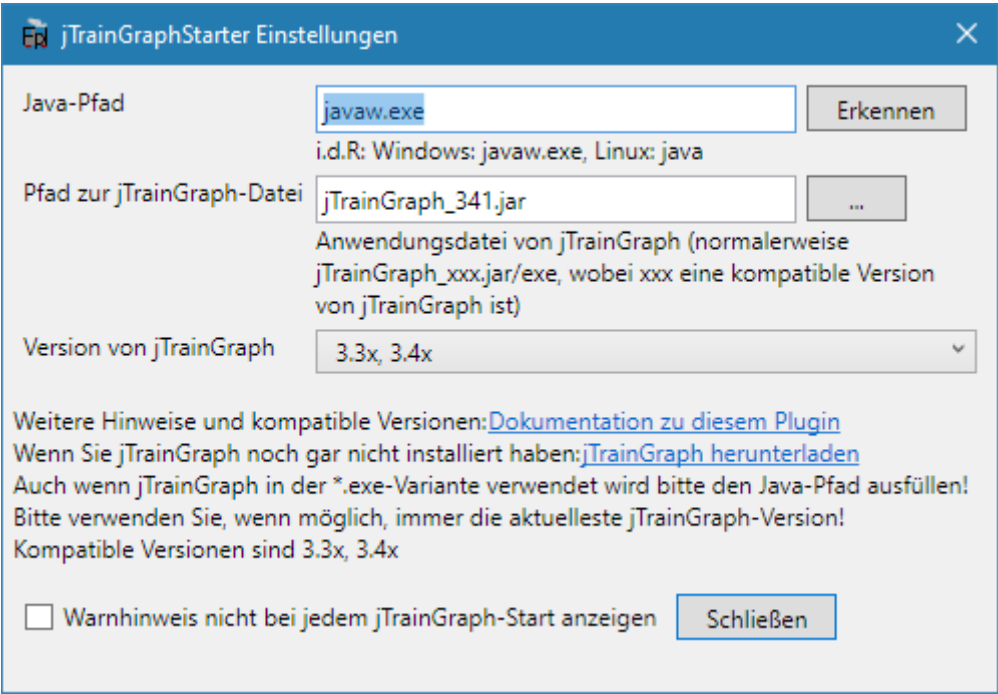 jTrainGraphStarter Einstellungen
Java-Pfad
javaw.exe
Erkennen
i.d.R: Windows: javaw.exe, Linux: java
Pfad zur jTrainGraph-Datei
jTrainGraph_341.jar
...
Anwendungsdatei von jTrainGraph (normalerweise
jTrainGraph_xxx.jar/exe, wobei xxx eine kompatible Version
von jTrainGraph ist)
Version von jTrainGraph
3.3x, 3.4x
Weitere Hinweise und kompatible Versionen:Dokumentation zu diesem Plugin
Wenn Sie jTrainGraph noch gar nicht installiert haben:jTrainGraph herunterladen
Auch wenn jTrainGraph in der *.exe-Variante verwendet wird bitte den Java-Pfad ausfüllen!
Bitte verwenden Sie, wenn möglich, immer die aktuelleste jTrainGraph-Version!
Kompatible Versionen sind 3.3x, 3.4x
Warnhinweis nicht bei jedem jTrainGraph-Start anzeigen
Schließen